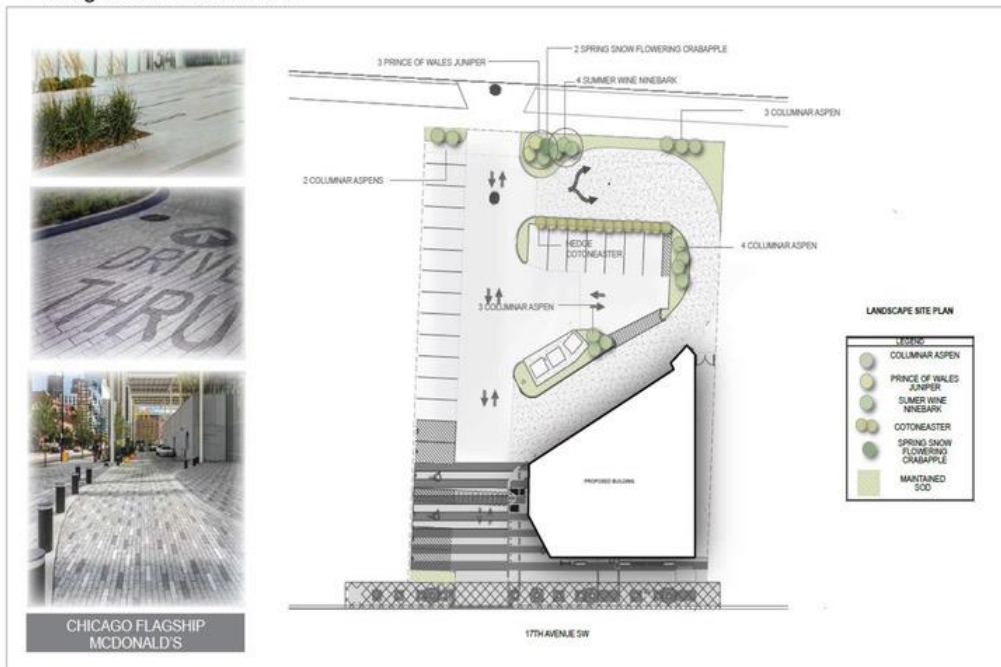 DRIVE
THRU
CHICAGO FLAGSHIP
MCDONALD'S
2 SPRING SNOW FLOWERING CRABAPPLE
3 PRINCE OF WALES JUNIPER
4 SUMMER WINE NINEBARK
3 COLUMNAR ASPEN
2 COLUMNAR ASPENS
HEDGE
COTONEASTER
4 COLUMNAR ASPEN
3 COLUMNAR ASPEN
PROPOSED BUILDING
17TH AVENUE SW
LANDSCAPE SITE PLAN
LEGEND
COLUMNAR ASPEN
PRINCE OF WALES
JUNIPER
SUMER WINE
NINEBARK
COTONEASTER
SPRING SNOW
FLOWERING
CRABAPPLE
MAINTAINED
SOD